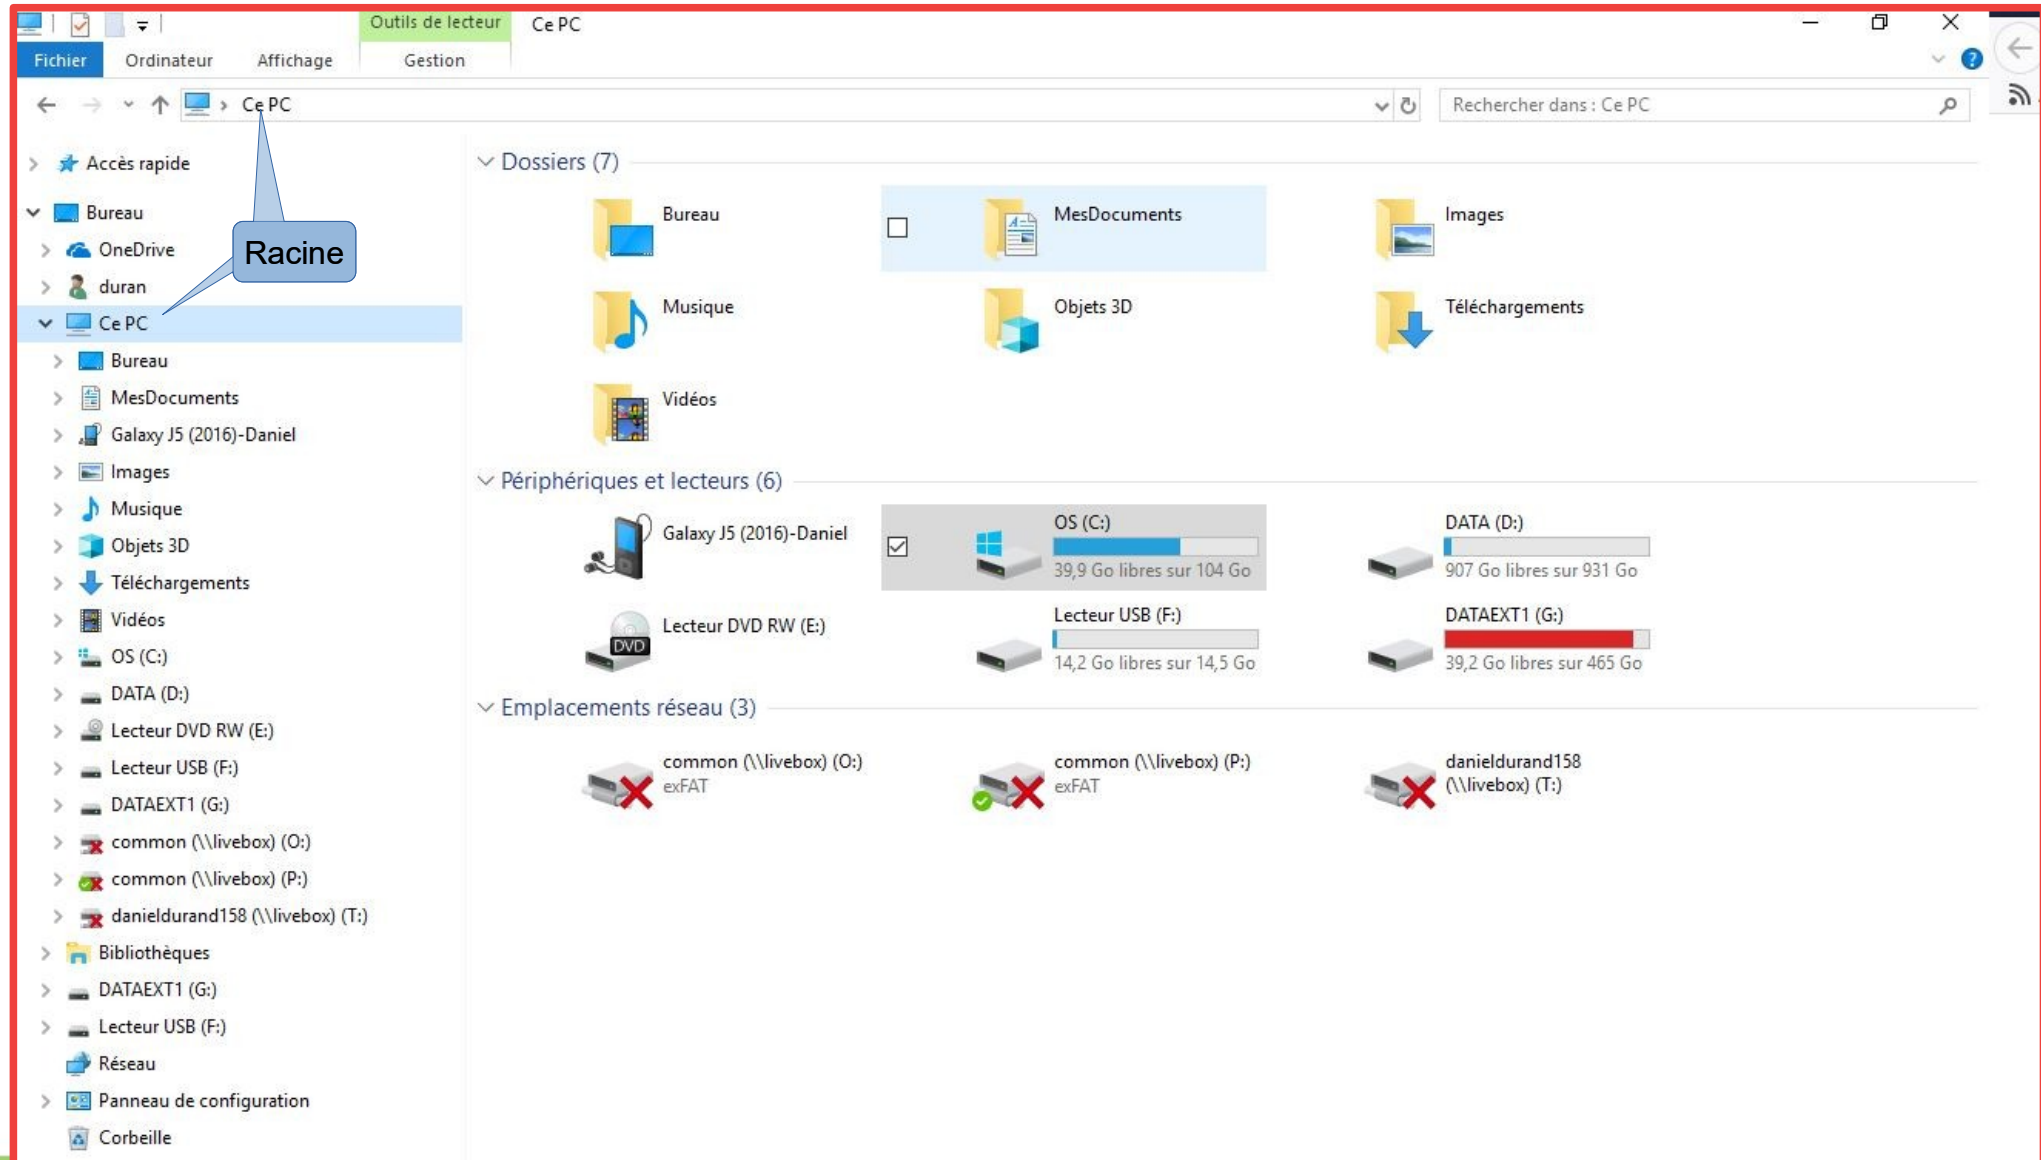 Outils de lecteur
Ce PC
Fichier
Ordinateur
Affichage
Gestion
Ce PC
Rechercher dans : Ce PC
Racine
Accès rapide
Bureau
OneDrive
duran
Ce PC
Bureau
MesDocuments
Galaxy J5 (2016)-Daniel
Images
Musique
Objets 3D
Téléchargements
Vidéos
OS (C:)
DATA (D:)
Lecteur DVD RW (E:)
Lecteur USB (F:)
DATAEXT1 (G:)
common (\\livebox) (O:)
common (\\livebox) (P:)
danieldurand158 (\\livebox) (T:)
Bibliothèques
DATAEXT1 (G:)
Lecteur USB (F:)
Réseau
Panneau de configuration
Corbeille
Dossiers (7)
Bureau
MesDocuments
Images
Musique
Objets 3D
Téléchargements
Vidéos
Périphériques et lecteurs (6)
Galaxy J5 (2016)-Daniel
OS (C:)
39,9 Go libres sur 104 Go
DATA (D:)
907 Go libres sur 931 Go
Lecteur DVD RW (E:)
DVD
Lecteur USB (F:)
14,2 Go libres sur 14,5 Go
DATAEXT1 (G:)
39,2 Go libres sur 465 Go
Emplacements réseau (3)
common (\\livebox) (O:)
exFAT
common (\\livebox) (P:)
exFAT
danieldurand158
(\\livebox) (T:)